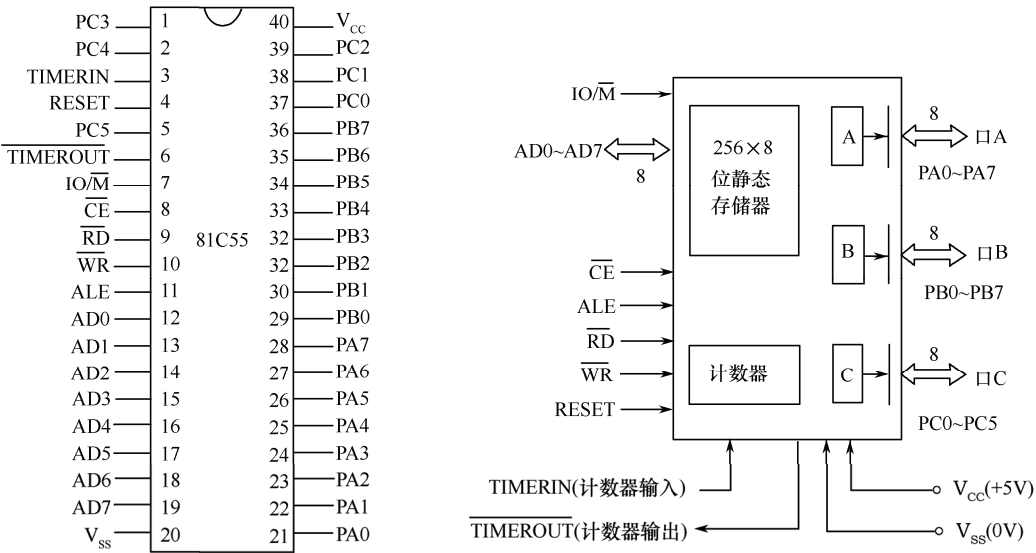 PC3 1 40 VCC
PC4 2 39 PC2
TIMERIN 3 38 PC1
RESET 4 37 PC0
PC5 5 36 PB7
TIMEROUT 6 35 PB6
IO/M 7 34 PB5
CE 8 33 PB4
RD 9 81C55 32 PB3
WR 10 32 PB2
ALE 11 30 PB1
AD0 12 29 PB0
AD1 13 28 PA7
AD2 14 27 PA6
AD3 15 26 PA5
AD4 16 25 PA4
AD5 17 24 PA3
AD6 18 23 PA2
AD7 19 22 PA1
VSS 20 21 PA0
IO/M
AD0~AD7
8
CE
ALE
RD
WR
RESET
256×8
位静态
存储器
计数器
A
8
口A
PA0~PA7
B
8
口B
PB0~PB7
C
8
口C
PC0~PC5
TIMERIN(计数器输入)
VCC(+5V)
TIMEROUT(计数器输出)
VSS(0V)